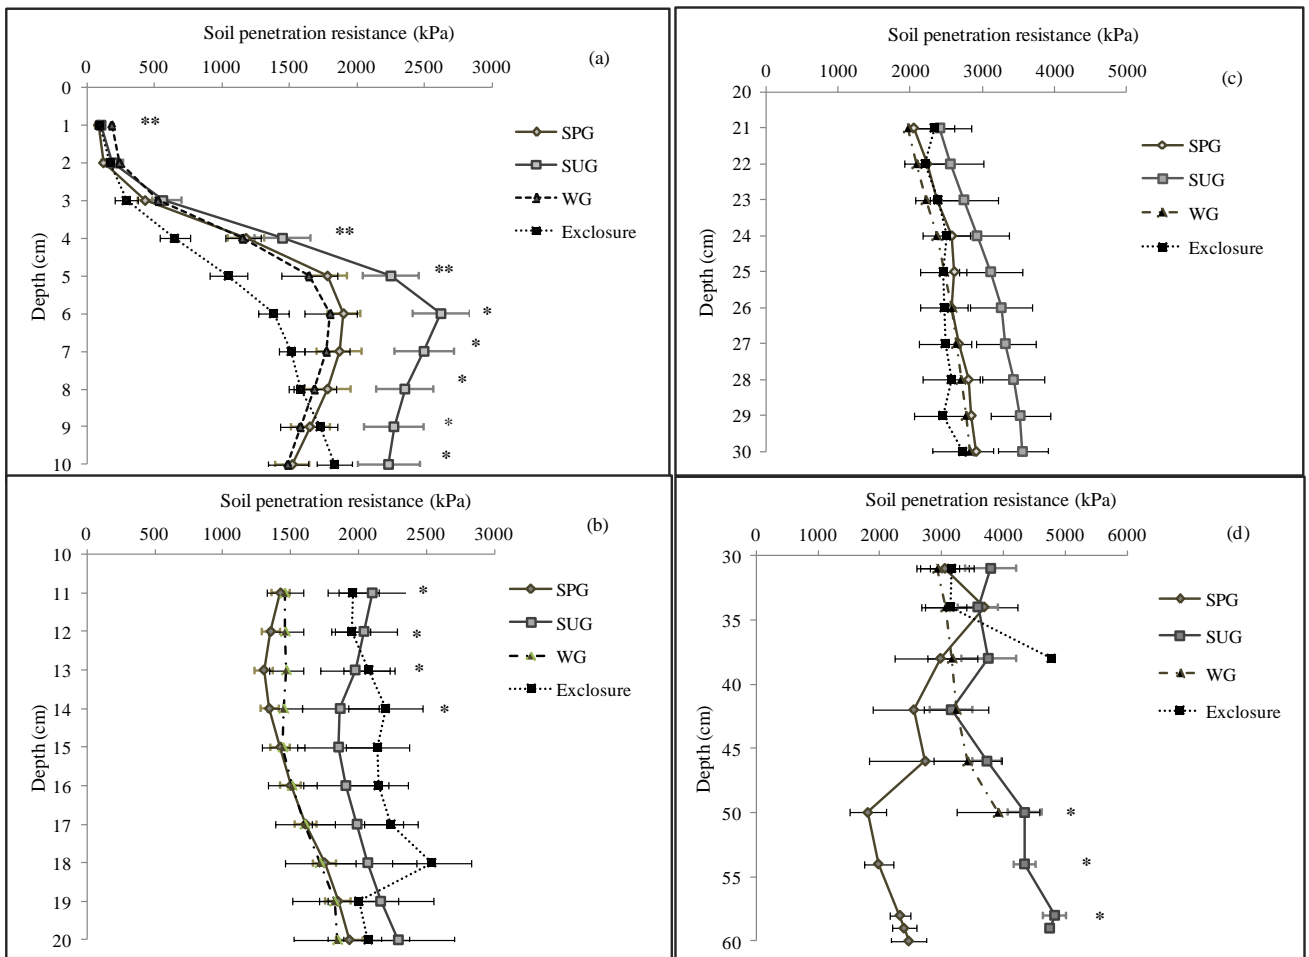 Soil penetration resistance (kPa)
(a)
0 500 1000 1500 2000 2500 3000
0
1
2
3
4
5
6
7
8
9
10
Depth (cm)
**
**
**
*
*
*
*
*
SPG
SUG
WG
Exclosure
Soil penetration resistance (kPa)
(c)
0 1000 2000 3000 4000 5000
20
21
22
23
24
25
26
27
28
29
30
Depth (cm)
SPG
SUG
WG
Exclosure
Soil penetration resistance (kPa)
(b)
0 500 1000 1500 2000 2500 3000
10
11
12
13
14
15
16
17
18
19
20
Depth (cm)
*
*
*
*
SPG
SUG
WG
Exclosure
Soil penetration resistance (kPa)
(d)
0 1000 2000 3000 4000 5000 6000
30
35
40
45
50
55
60
Depth (cm)
*
*
*
SPG
SUG
WG
Exclosure